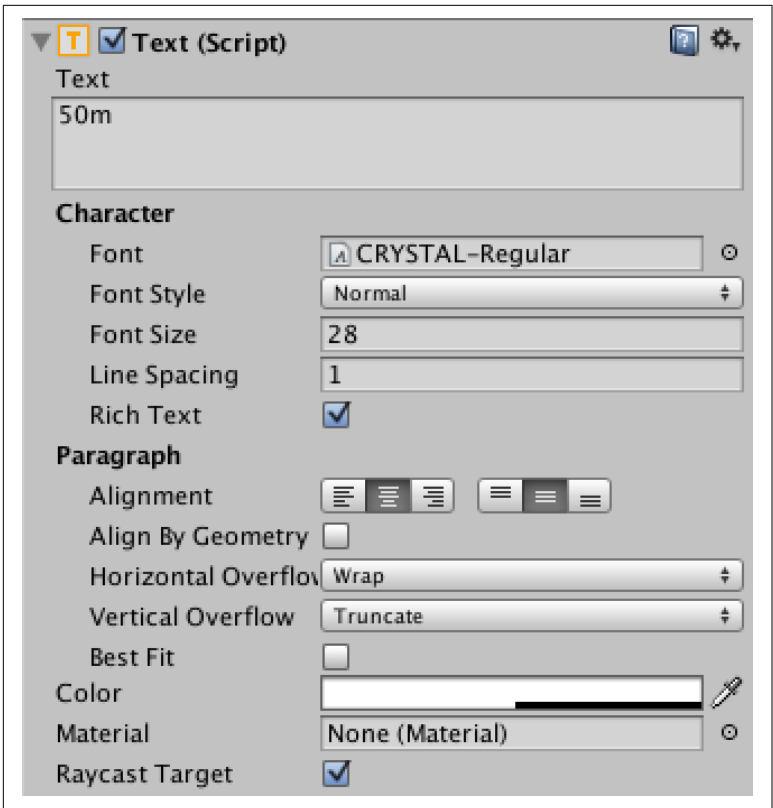 Text (Script)
Text
50m
Character
Font CRYSTAL-Regular
Font Style Normal
Font Size 28
Line Spacing 1
Rich Text
Paragraph
Alignment
Align By Geometry
Horizontal Overflo Wrap
Vertical Overflow Truncate
Best Fit
Color
Material None (Material)
Raycast Target